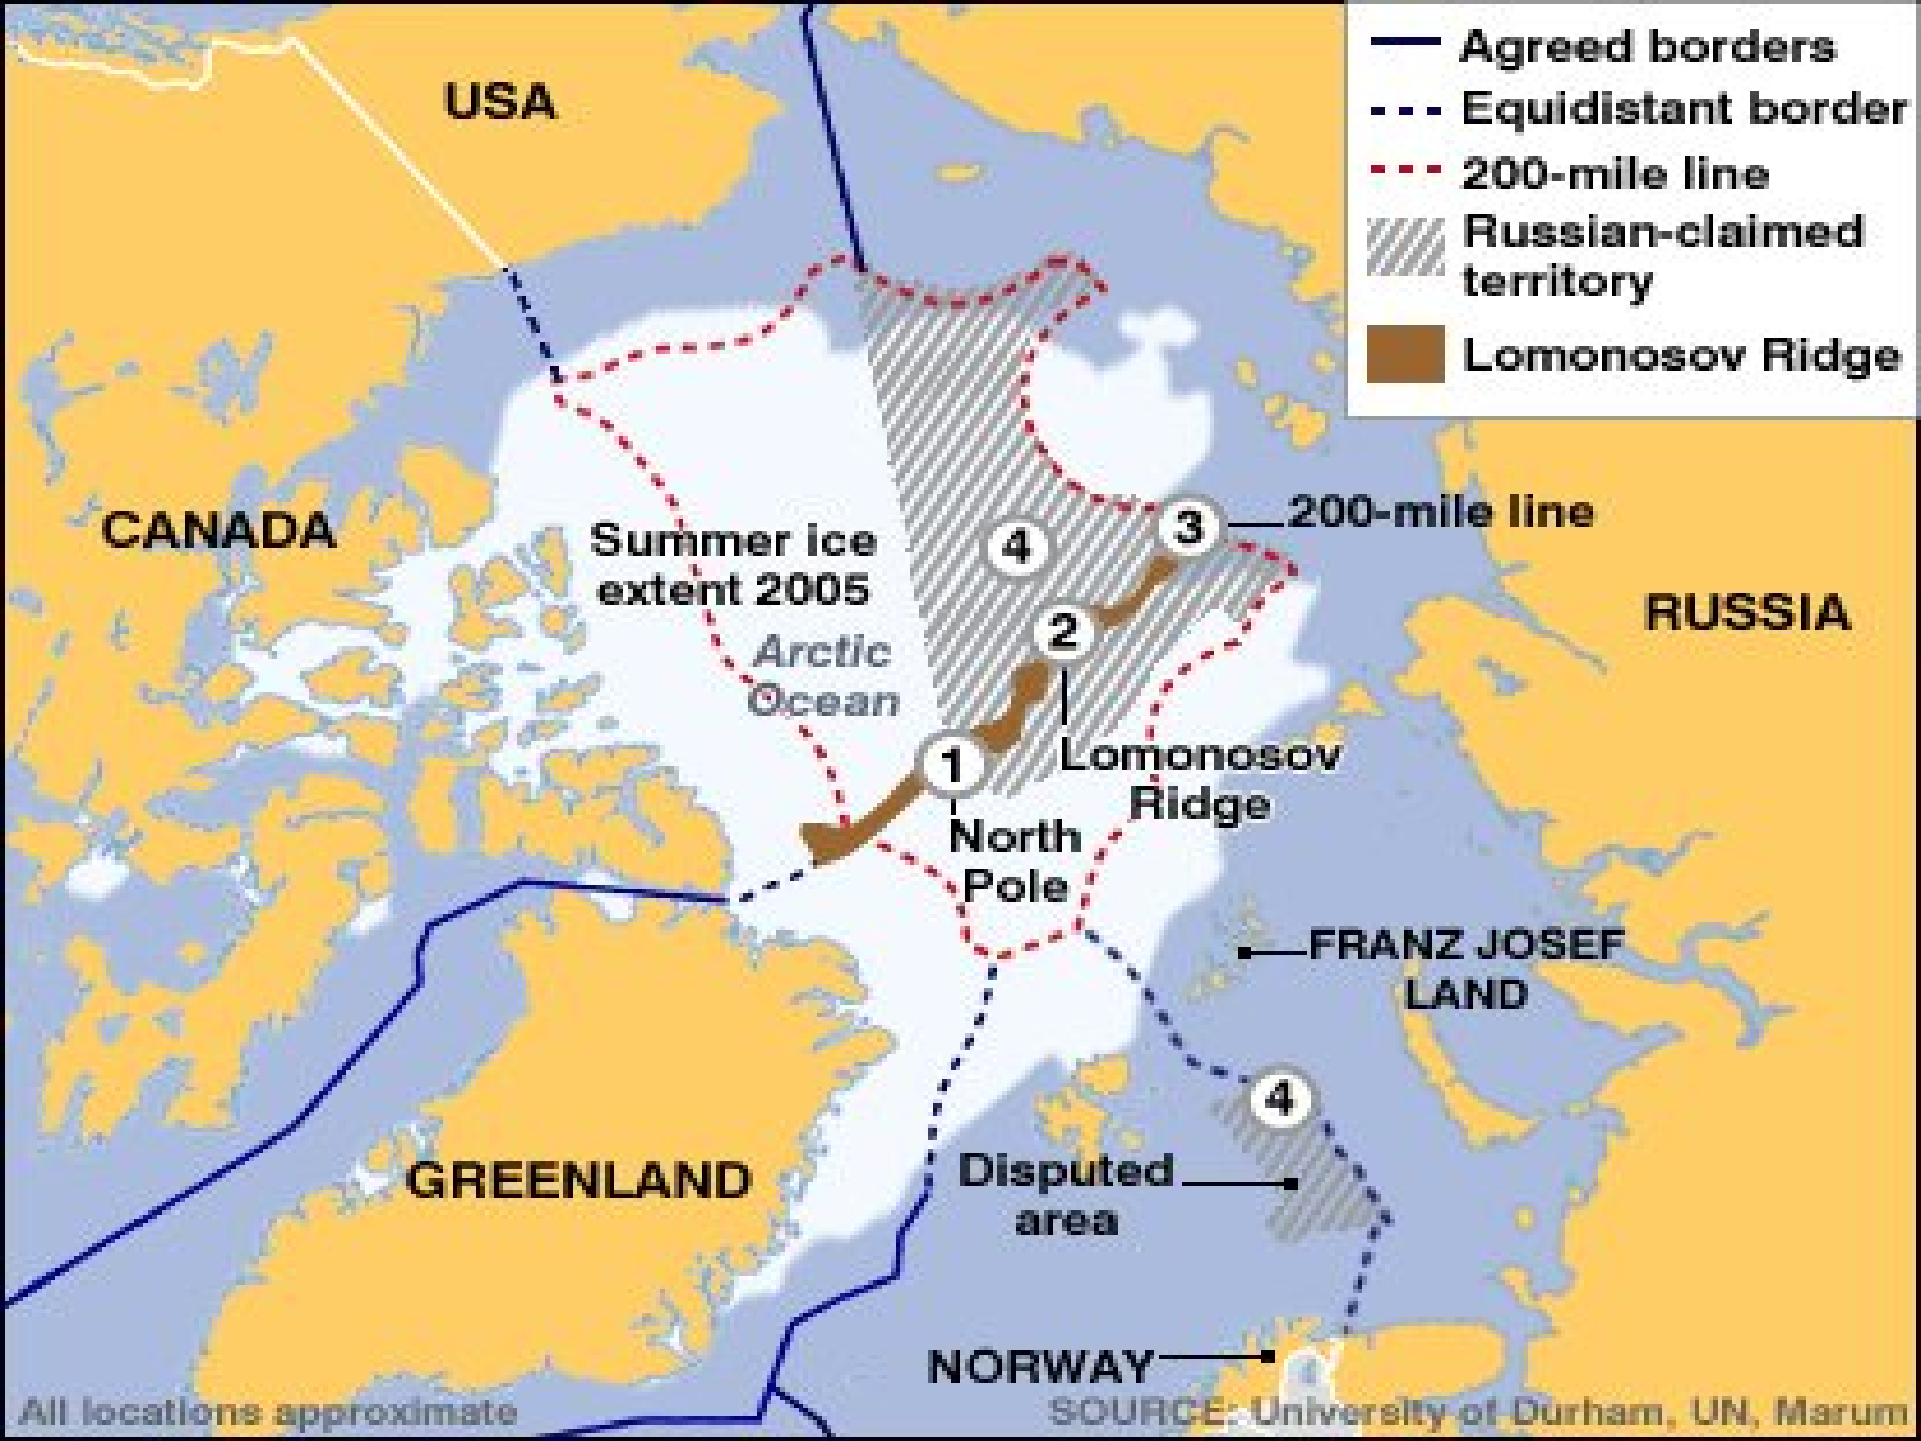 USA
Agreed borders
Equidistant border
200-mile line
Russian-claimed
territory
Lomonosov Ridge
CANADA
Summer ice
extent 2005
Arctic
Ocean
4
3
200-mile line
2
RUSSIA
1
Lomonosov
Ridge
North
Pole
FRANZ JOSEF
LAND
4
GREENLAND
Disputed
area
NORWAY
All locations approximate
SOURCE: University of Durham, UN, Marum